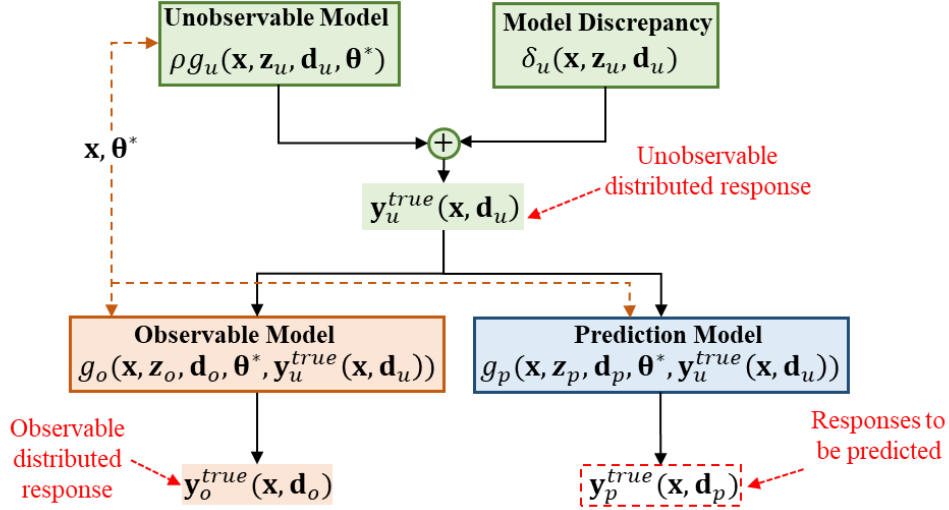 Unobservable Model
ρg_u(x, z_u, d_u, θ*)
Model Discrepancy
δ_u(x, z_u, d_u)
x, θ*
+
Unobservable
distributed response
y_u^{true}(x, d_u)
Observable Model
g_o(x, z_o, d_o, θ*, y_u^{true}(x, d_u))
Prediction Model
g_p(x, z_p, d_p, θ*, y_u^{true}(x, d_u))
Observable
distributed
response
y_o^{true}(x, d_o)
Responses to
be predicted
y_p^{true}(x, d_p)